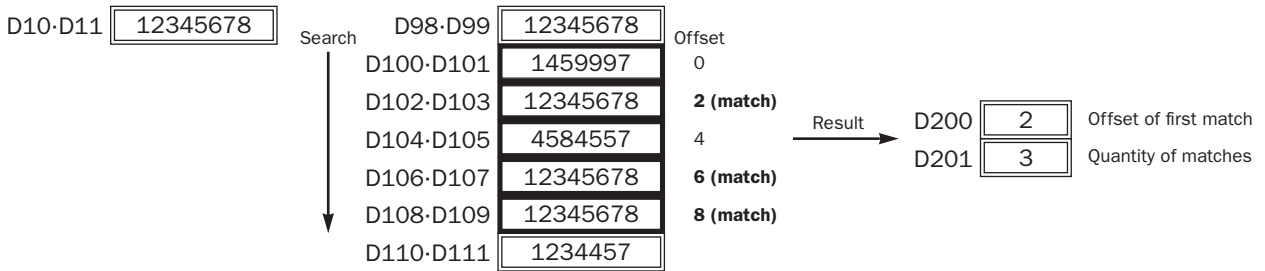 D10·D11 12345678 Search D98·D99 12345678 Offset
D100·D101 1459997 0
D102·D103 12345678 2 (match)
D104·D105 4584557 4
D106·D107 12345678 6 (match)
D108·D109 12345678 8 (match)
D110·D111 1234457
Result
D200 2 Offset of first match
D201 3 Quantity of matches